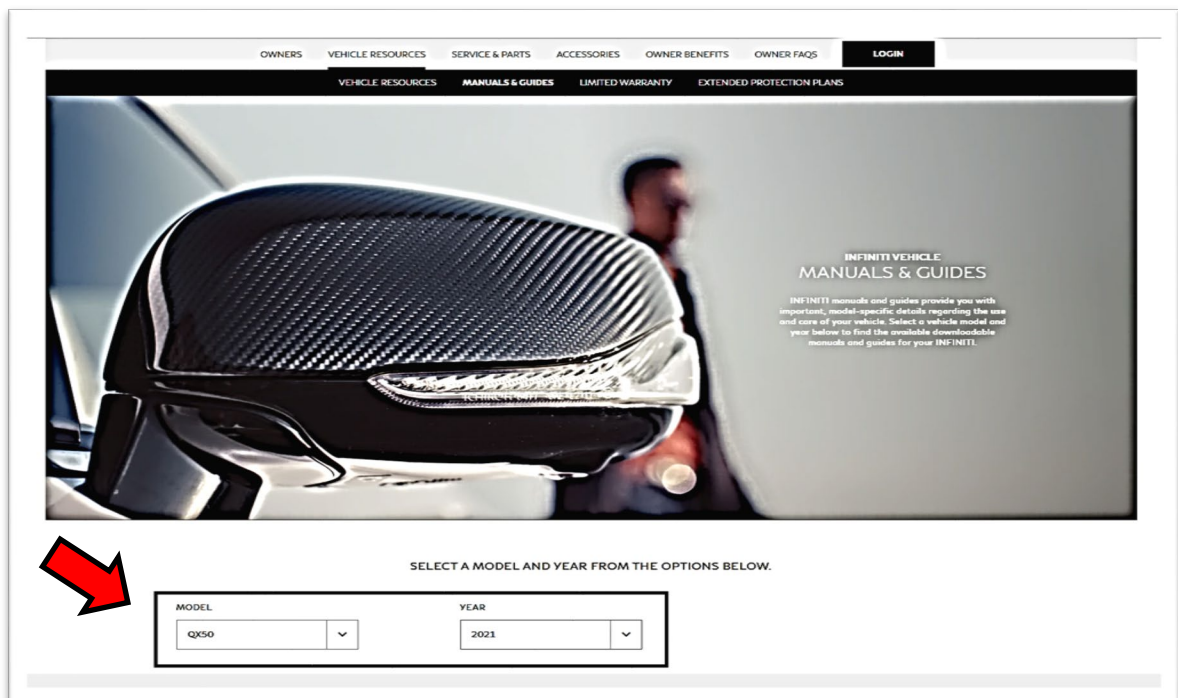 OWNERS VEHICLE RESOURCES SERVICE & PARTS ACCESSORIES OWNER BENEFITS OWNER FAQS LOGIN
VEHICLE RESOURCES MANUALS & GUIDES LIMITED WARRANTY EXTENDED PROTECTION PLANS
INFINITI VEHICLE
MANUALS & GUIDES
INFINITI manuals and guides provide you with
important, model-specific details regarding the use
and care of your vehicle. Select a vehicle model and
year below to find the available downloadable
manuals and guides for your INFINITI.
SELECT A MODEL AND YEAR FROM THE OPTIONS BELOW.
MODEL YEAR
QX50 2021